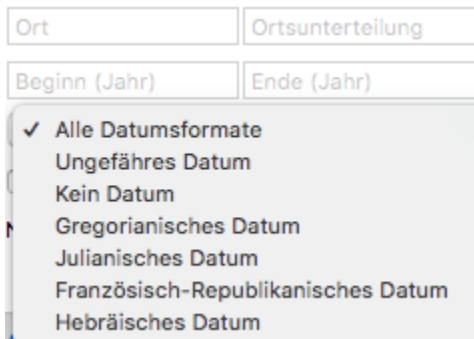 Ort Ortsunterteilung
Beginn (Jahr) Ende (Jahr)
✓ Alle Datumsformate
Ungefähres Datum
Kein Datum
Gregorianisches Datum
Julianisches Datum
Französisch-Republikanisches Datum
Hebräisches Datum